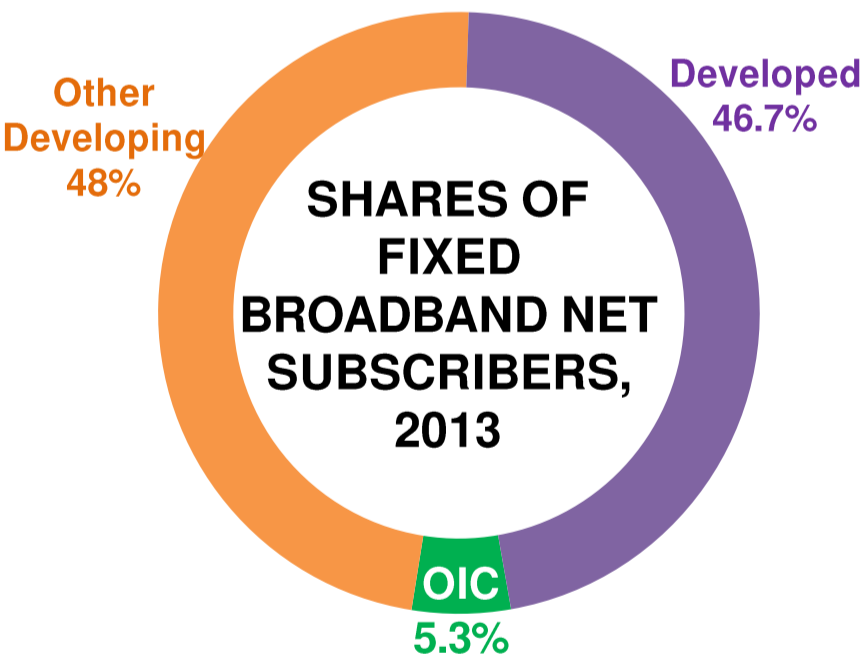 Other
Developing
48%
Developed
46.7%
SHARES OF
FIXED
BROADBAND NET
SUBSCRIBERS,
2013
OIC
5.3%